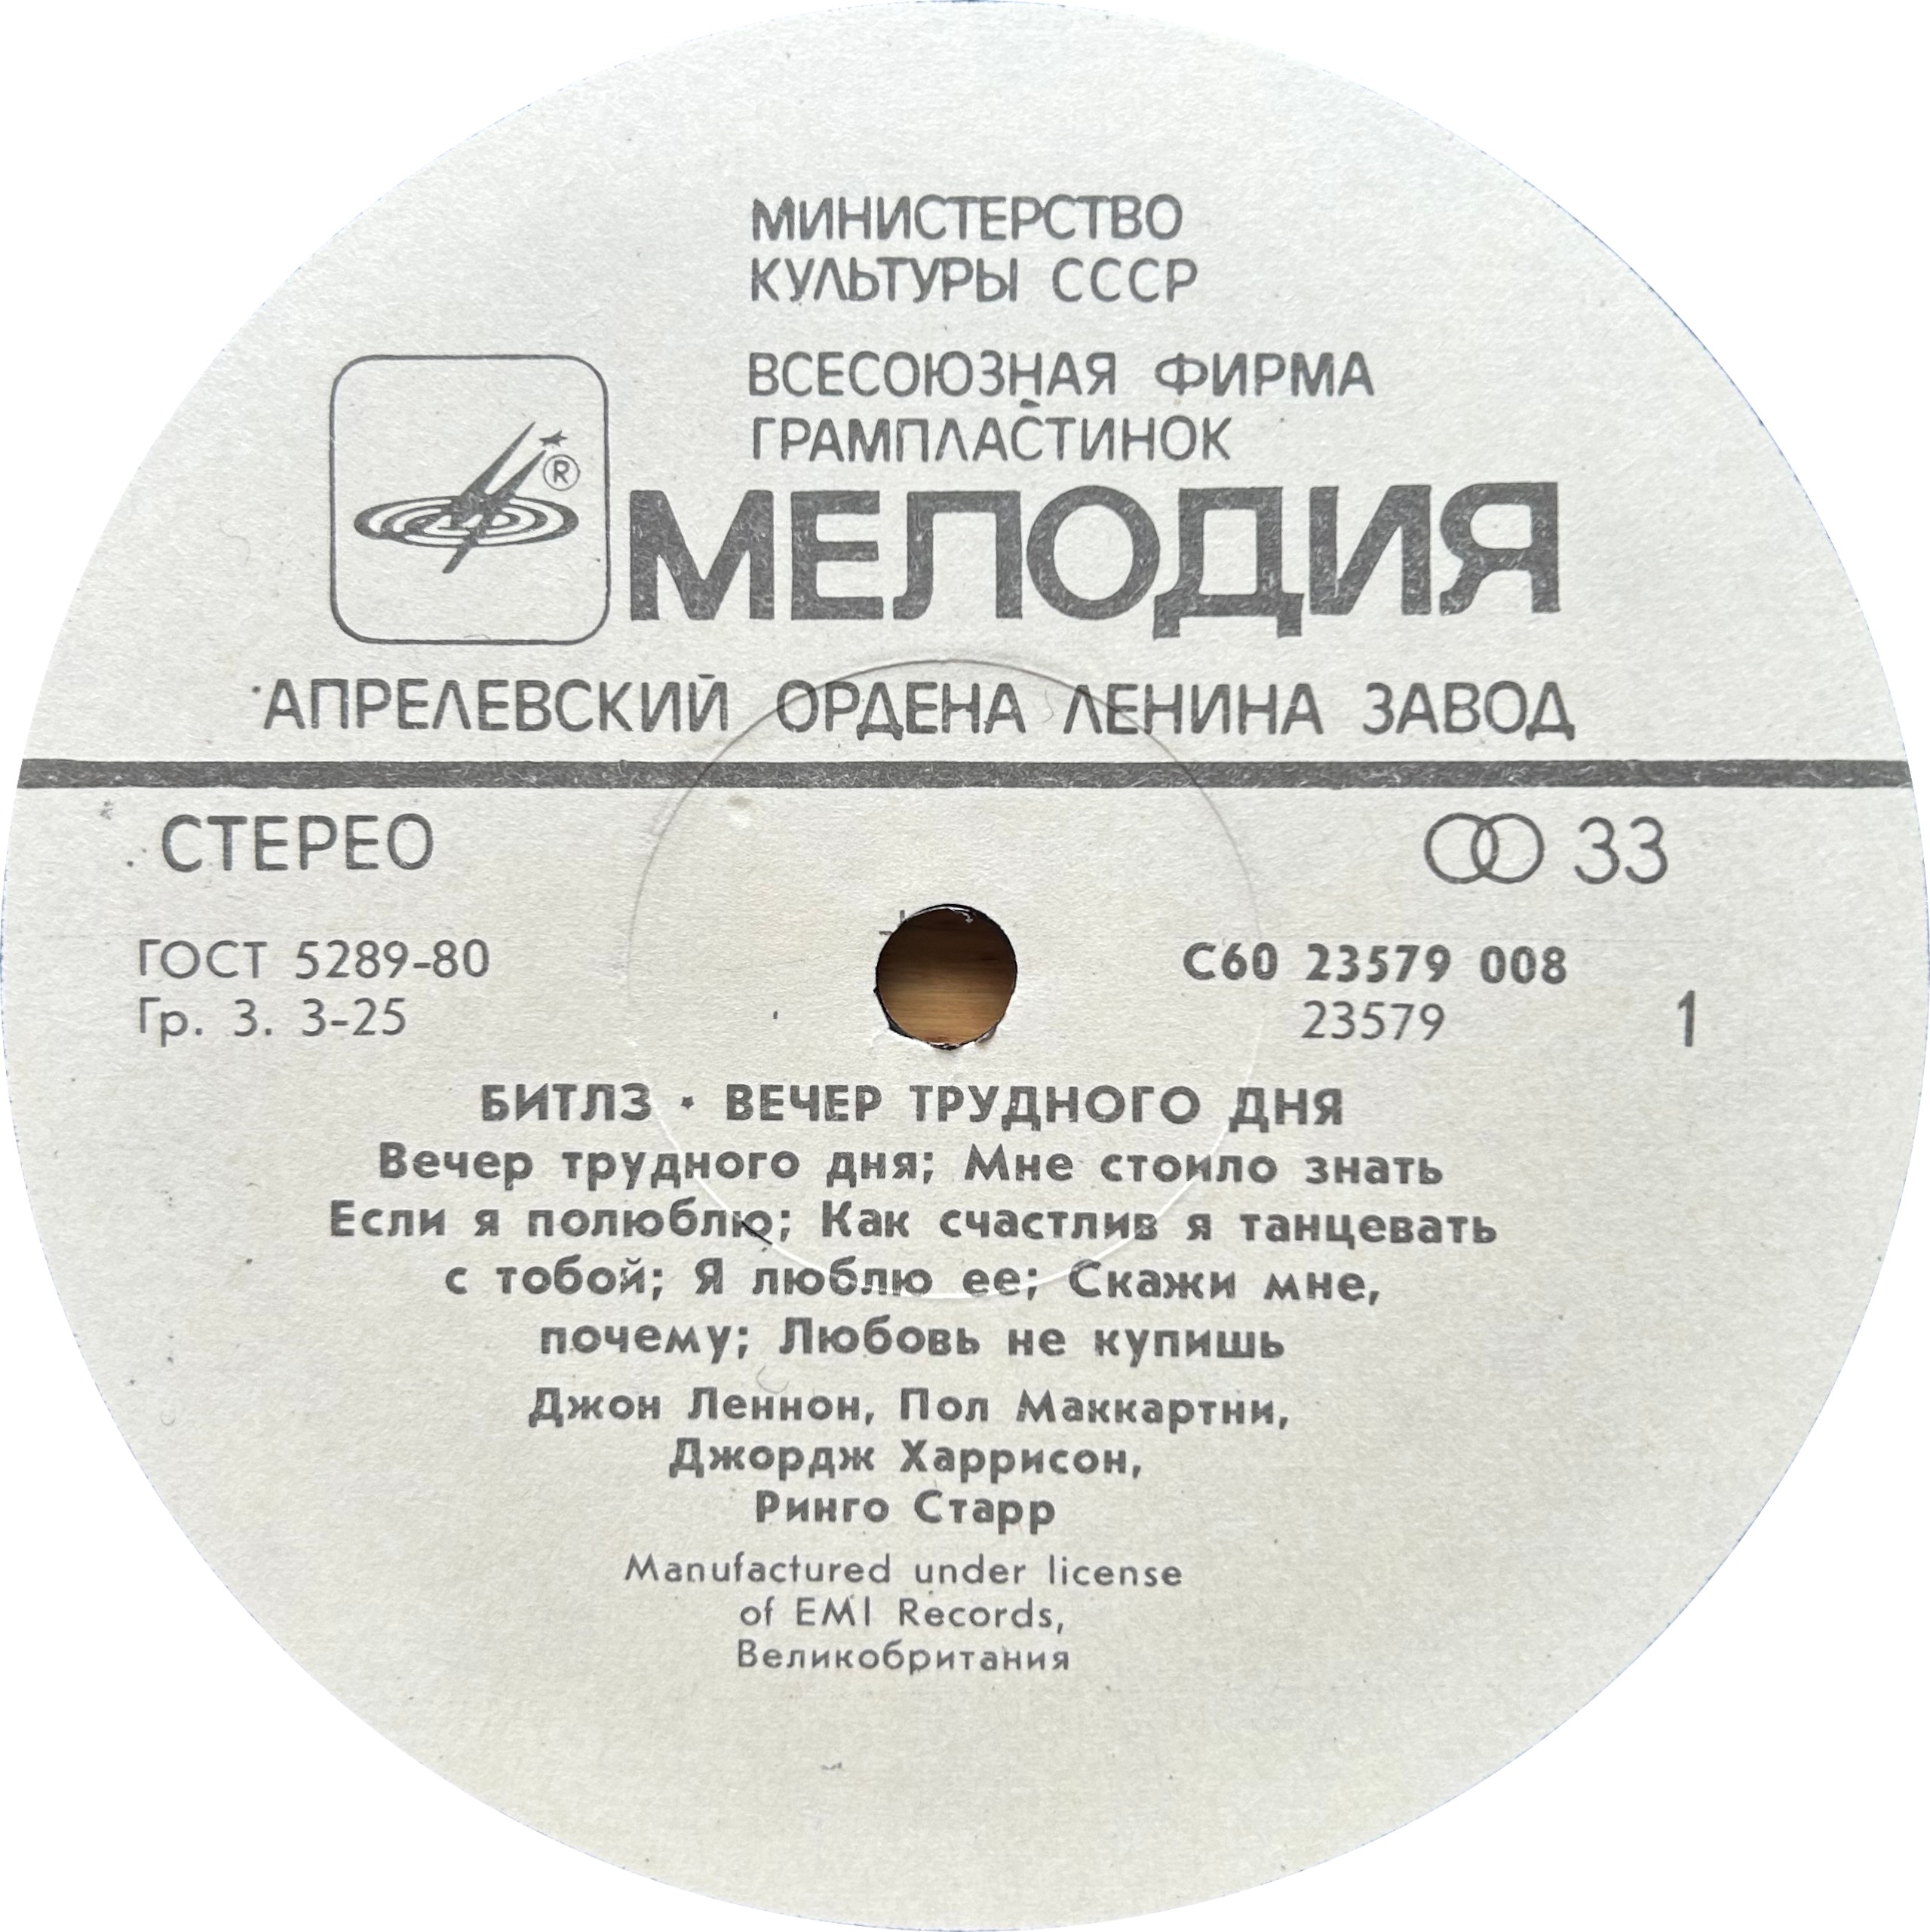 МИНИСТЕРСТВО
КУЛЬТУРЫ СССР
ВСЕСОЮЗНАЯ ФИРМА
ГРАМПЛАСТИНОК
®
МЕЛОДИЯ
АПРЕЛЕВСКИЙ ОРДЕНА ЛЕНИНА ЗАВОД
СТЕРЕО
33
ГОСТ 5289-80
Гр. 3. 3-25
С60 23579 008
23579
1
БИТЛЗ · ВЕЧЕР ТРУДНОГО ДНЯ
Вечер трудного дня; Мне стоило знать
Если я полюблю; Как счастлив я танцевать
с тобой; Я люблю ее; Скажи мне,
почему; Любовь не купишь
Джон Леннон, Пол Маккартни,
Джордж Харрисон,
Ринго Старр
Manufactured under license
of EMI Records,
Великобритания